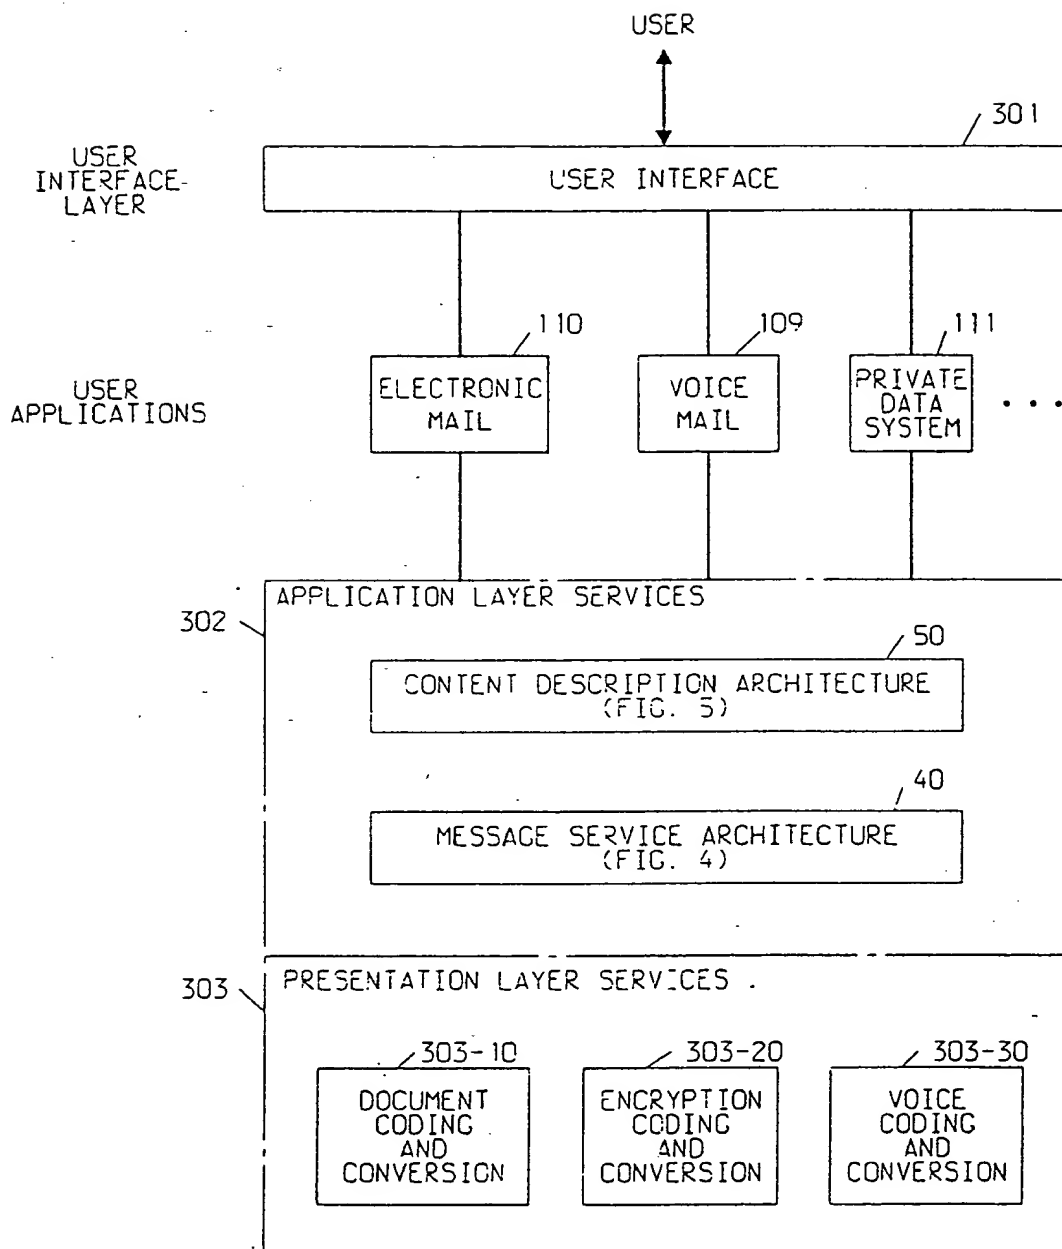 USER
301
USER
INTERFACE-
LAYER
USER INTERFACE
110
109
111
USER
APPLICATIONS
ELECTRONIC
MAIL
VOICE
MAIL
PRIVATE
DATA
SYSTEM
. . .
302
APPLICATION LAYER SERVICES
50
CONTENT DESCRIPTION ARCHITECTURE
(FIG. 5)
40
MESSAGE SERVICE ARCHITECTURE
(FIG. 4)
303
PRESENTATION LAYER SERVICES .
303-10
303-20
303-30
DOCUMENT
CODING
AND
CONVERSION
ENCRYPTION
CODING
AND
CONVERSION
VOICE
CODING
AND
CONVERSION